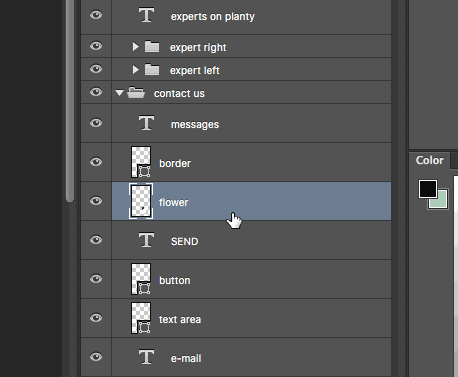 experts on planty
expert right
expert left
contact us
messages
border
flower
SEND
button
text area
e-mail
Color